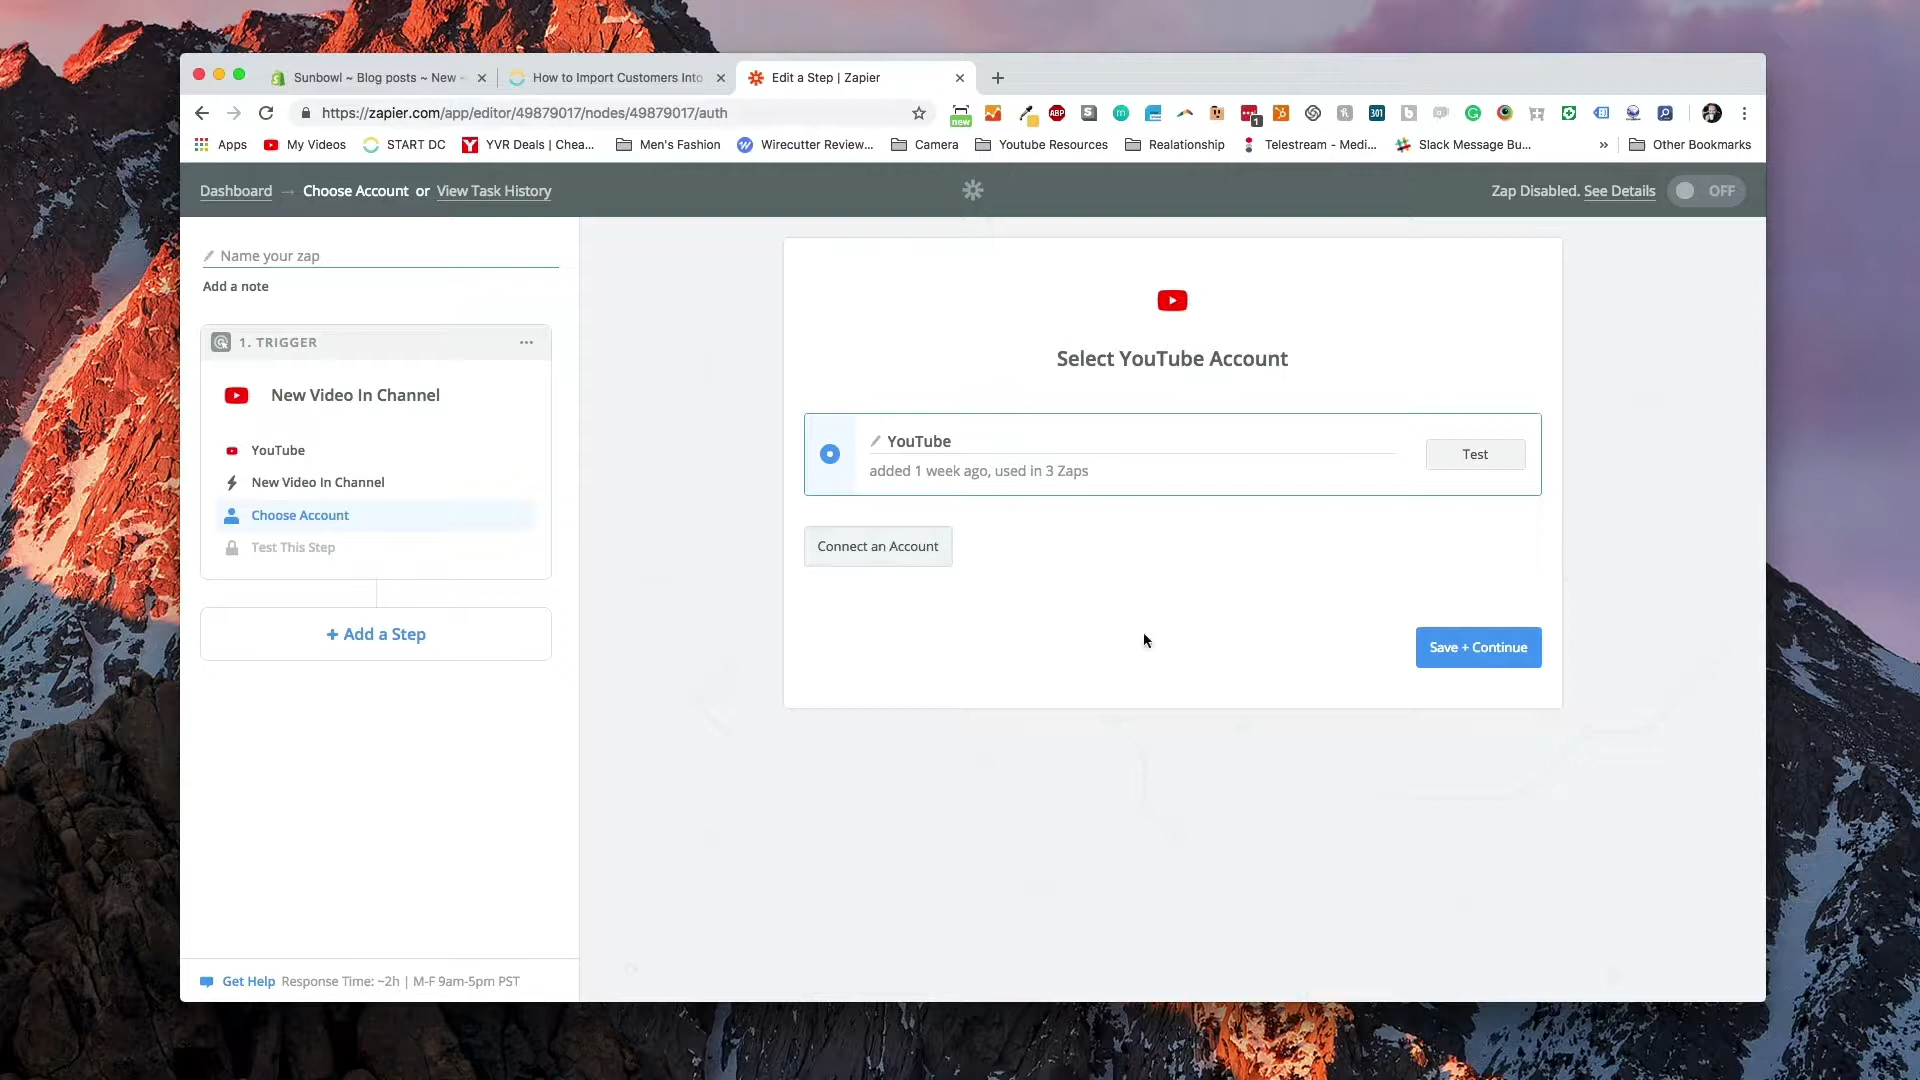 Sunbowl ~ Blog posts ~ New
How to Import Customers Into
Edit a Step | Zapier
https://zapier.com/app/editor/49879017/nodes/49879017/auth
new
ABP
1
301
Apps
My Videos
START DC
YVR Deals | Chea...
Men's Fashion
Wirecutter Review...
Camera
Youtube Resources
Realationship
Telestream - Medi...
Slack Message Bu...
»
Other Bookmarks
Dashboard → Choose Account or View Task History
Zap Disabled. See Details
OFF
Name your zap
Add a note
1. TRIGGER
New Video In Channel
YouTube
New Video In Channel
Choose Account
Test This Step
+ Add a Step
Get Help Response Time: ~2h | M-F 9am-5pm PST
Select YouTube Account
YouTube
added 1 week ago, used in 3 Zaps
Test
Connect an Account
Save + Continue